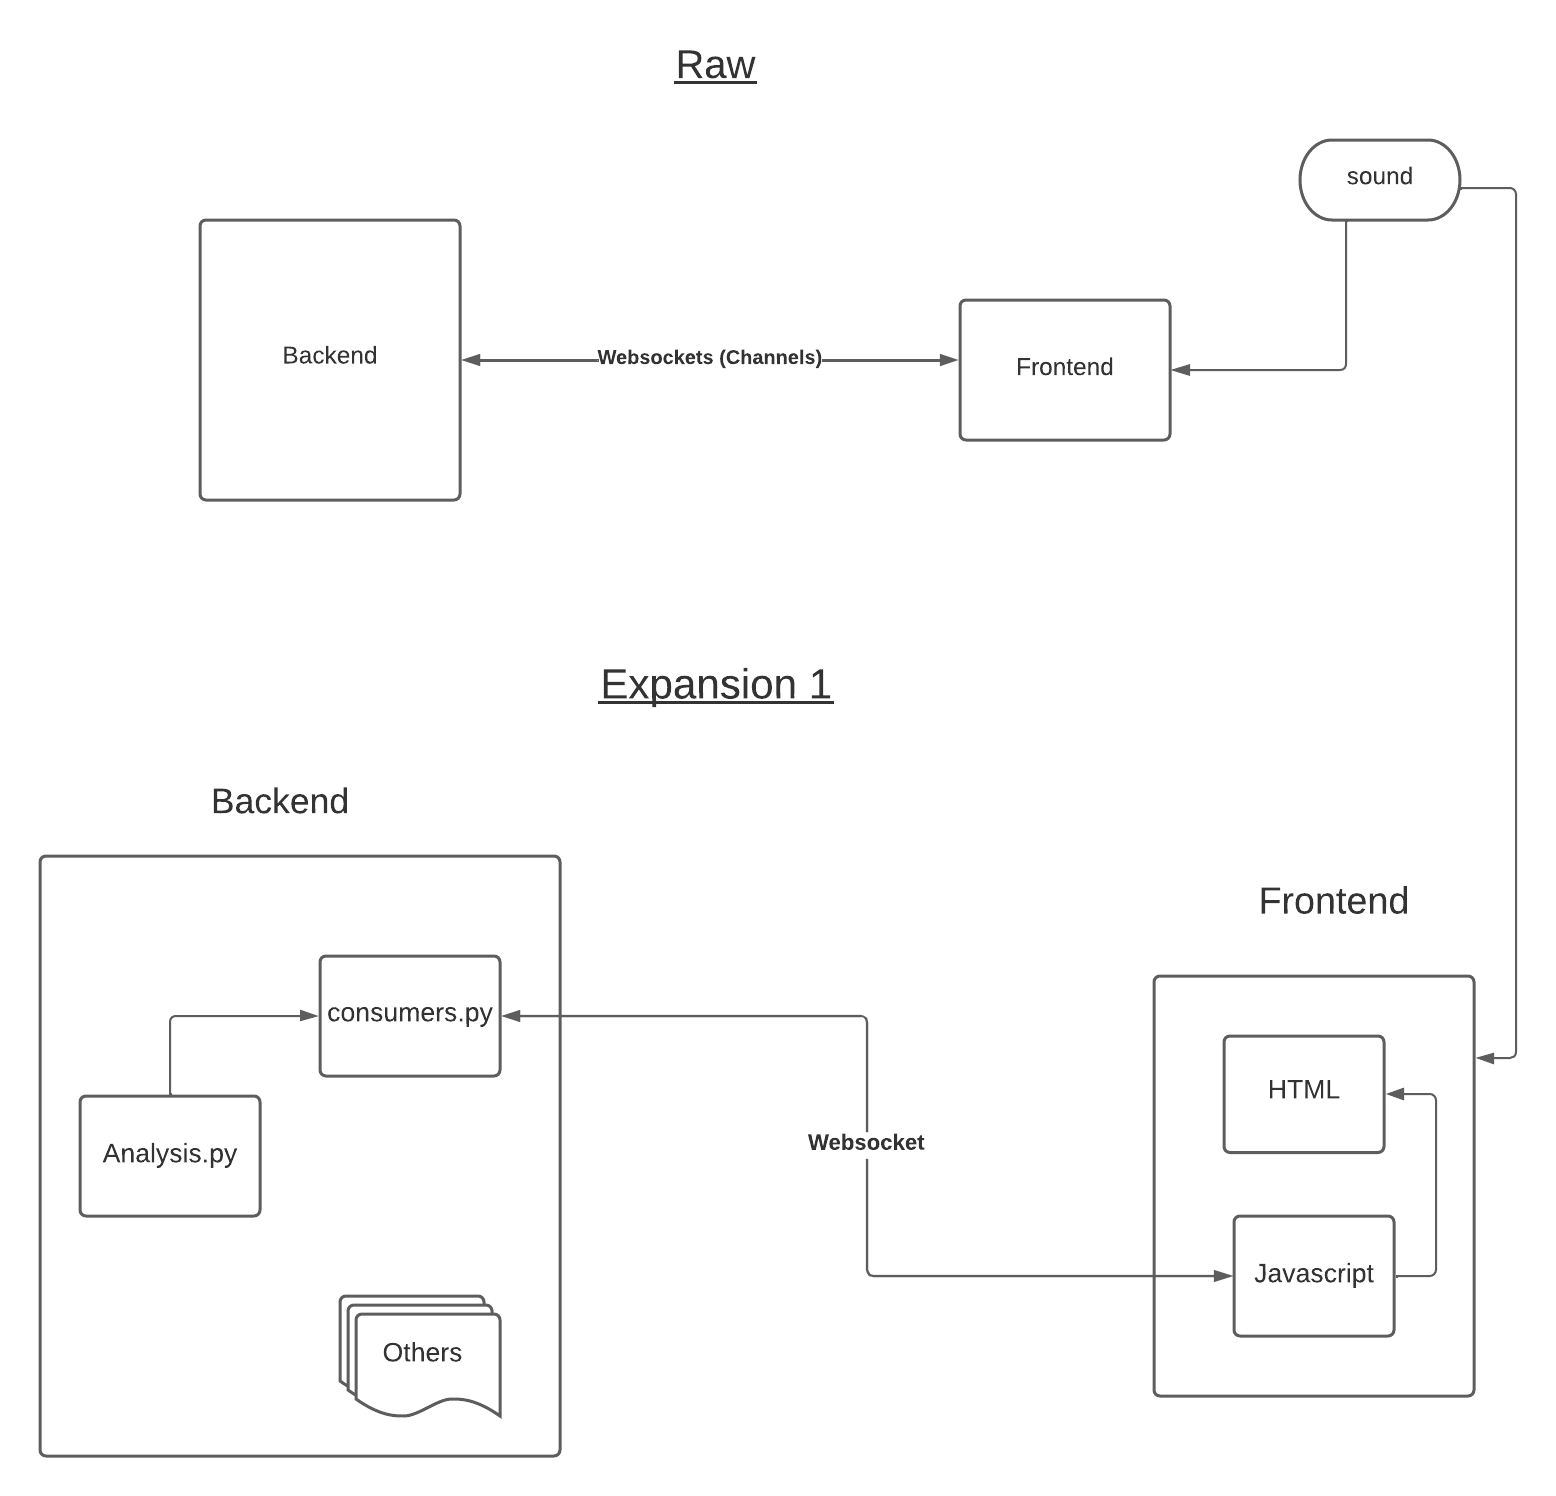 Raw
sound
Backend
Websockets (Channels)
Frontend
Expansion 1
Backend
Frontend
consumers.py
HTML
Websocket
Analysis.py
Javascript
Others